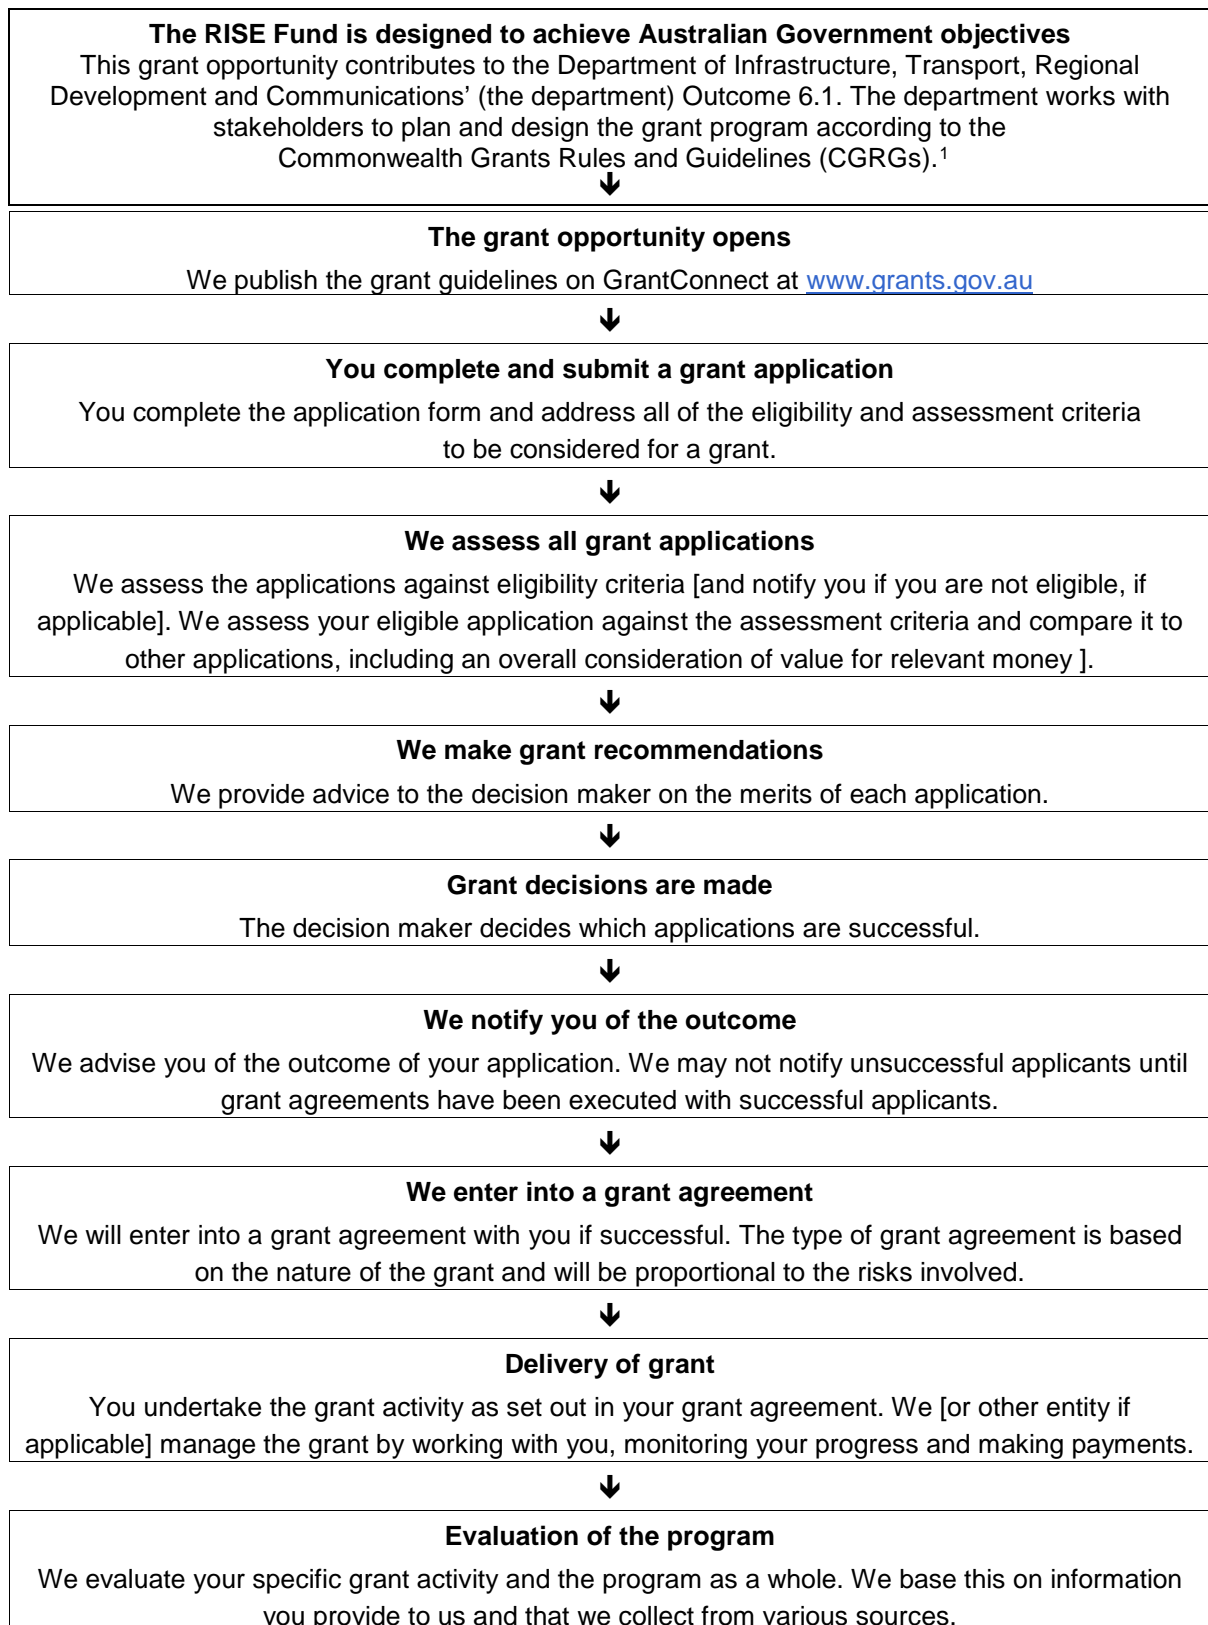 The RISE Fund is designed to achieve Australian Government objectives
This grant opportunity contributes to the Department of Infrastructure, Transport, Regional
Development and Communications’ (the department) Outcome 6.1. The department works with
stakeholders to plan and design the grant program according to the
Commonwealth Grants Rules and Guidelines (CGRGs).¹
The grant opportunity opens
We publish the grant guidelines on GrantConnect at www.grants.gov.au
You complete and submit a grant application
You complete the application form and address all of the eligibility and assessment criteria
to be considered for a grant.
We assess all grant applications
We assess the applications against eligibility criteria [and notify you if you are not eligible, if
applicable]. We assess your eligible application against the assessment criteria and compare it to
other applications, including an overall consideration of value for relevant money ].
We make grant recommendations
We provide advice to the decision maker on the merits of each application.
Grant decisions are made
The decision maker decides which applications are successful.
We notify you of the outcome
We advise you of the outcome of your application. We may not notify unsuccessful applicants until
grant agreements have been executed with successful applicants.
We enter into a grant agreement
We will enter into a grant agreement with you if successful. The type of grant agreement is based
on the nature of the grant and will be proportional to the risks involved.
Delivery of grant
You undertake the grant activity as set out in your grant agreement. We [or other entity if
applicable] manage the grant by working with you, monitoring your progress and making payments.
Evaluation of the program
We evaluate your specific grant activity and the program as a whole. We base this on information
you provide to us and that we collect from various sources.